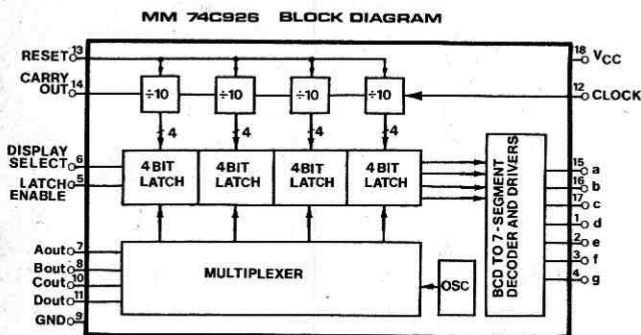 MM 74C926 BLOCK DIAGRAM
RESET 13
CARRY OUT 14
÷10 ÷10 ÷10 ÷10
18 VCC
12 CLOCK
4 4 4 4
DISPLAY SELECT 6
LATCH ENABLE 5
4 BIT LATCH 4 BIT LATCH 4 BIT LATCH 4 BIT LATCH
BCD TO 7-SEGMENT
DECODER AND DRIVERS
15 a
16 b
17 c
1 d
2 e
3 f
4 g
Aout 7
Bout 8
Cout 10
Dout 11
GND 9
MULTIPLEXER
OSC